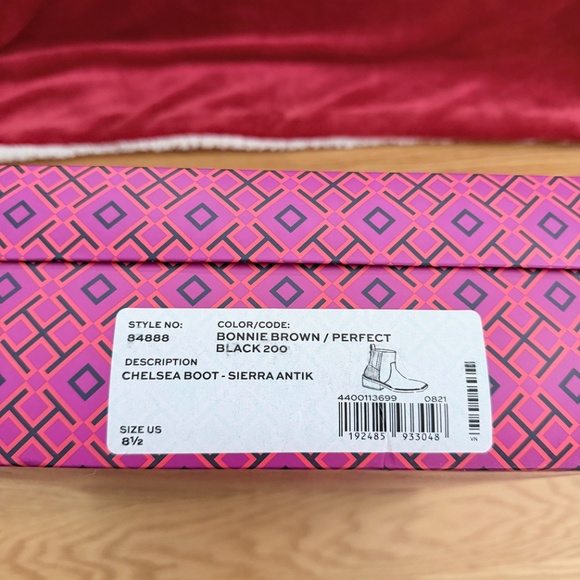 STYLE NO:
84888
COLOR/CODE:
BONNIE BROWN / PERFECT
BLACK 200
DESCRIPTION
CHELSEA BOOT - SIERRA ANTIK
SIZE US
8½
4400113699 0821
192485 933048
VN